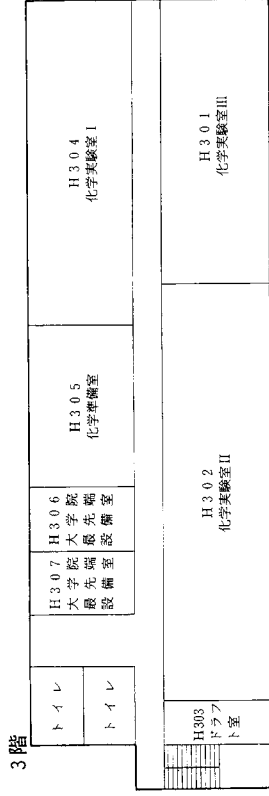 3階
H304
化学実験室I
H305
化学準備室
H306
大学院
最先端
設備室
H307
大学院
最先端
設備室
トイレ
トイレ
H301
化学実験室III
H302
化学実験室II
H303
ドラフ
ト室